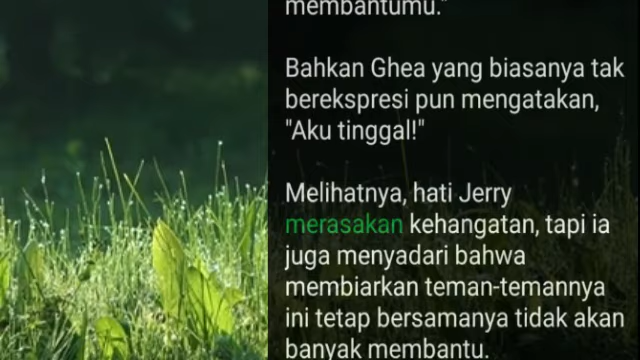 membantumu."
Bahkan Ghea yang biasanya tak
berekspresi pun mengatakan,
"Aku tinggal!"
Melihatnya, hati Jerry
merasakan kehangatan, tapi ia
juga menyadari bahwa
membiarkan teman-temannya
ini tetap bersamanya tidak akan
banyak membantu.